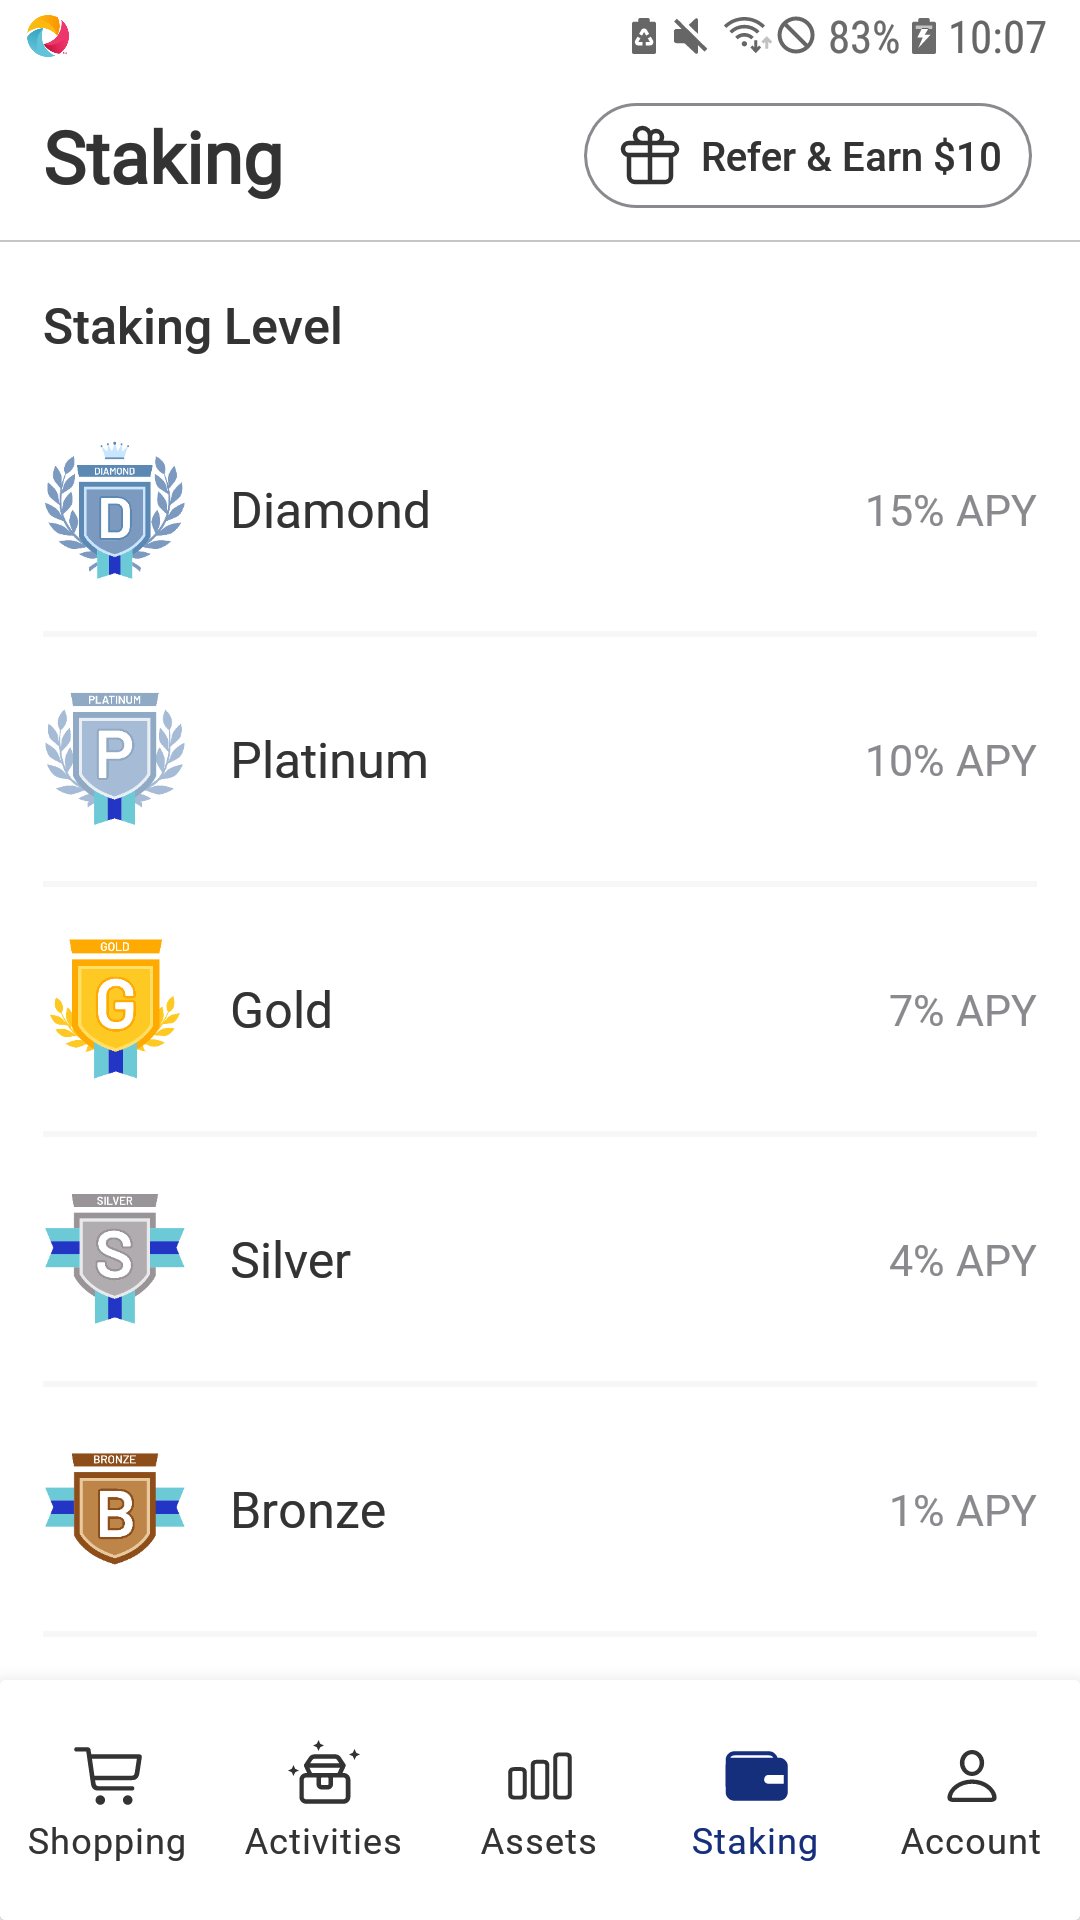 83% 10:07
Staking
Refer & Earn $10
Staking Level
DIAMOND
D
Diamond
15% APY
PLATINUM
P
Platinum
10% APY
GOLD
G
Gold
7% APY
SILVER
S
Silver
4% APY
BRONZE
B
Bronze
1% APY
Shopping
Activities
Assets
Staking
Account